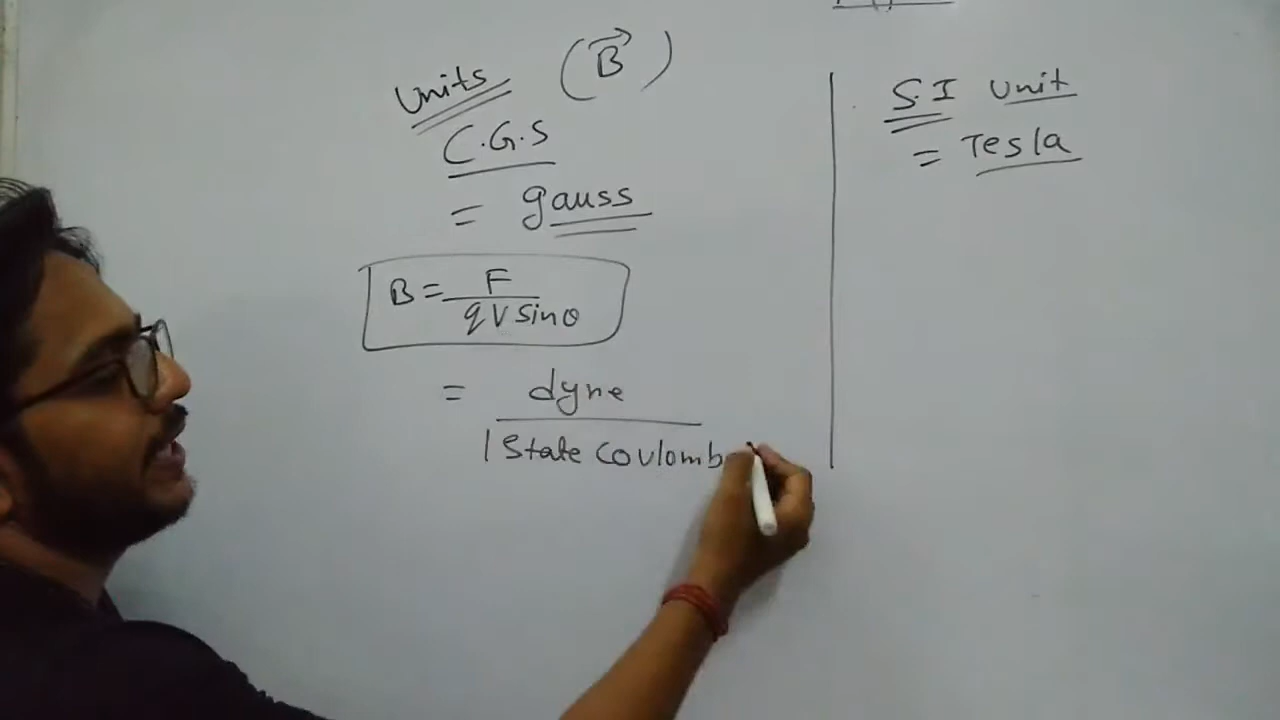 Units (B⃗)
C.G.S
= gauss
B = F / qV sinθ
= dyne / 1 State Coulomb
S.I Unit
= Tesla